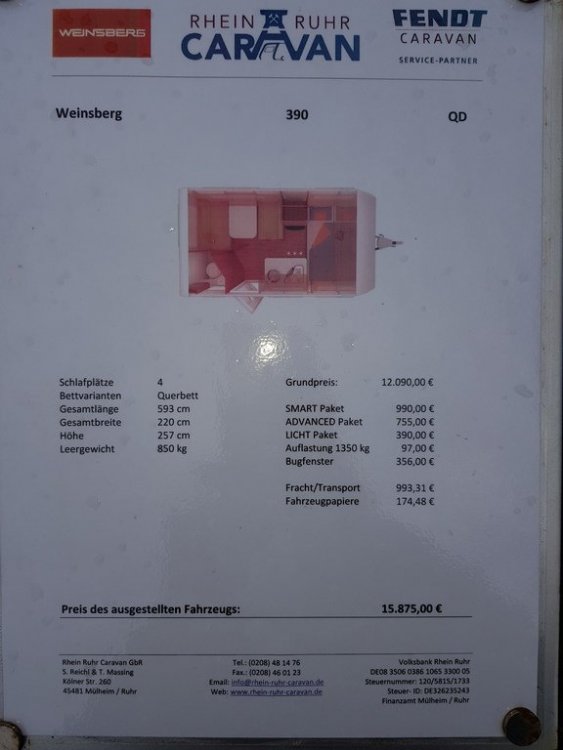 WEINSBERG
RHEIN RUHR
CARAVAN
FENDT
CARAVAN
SERVICE-PARTNER
Weinsberg 390 QD
Schlafplätze 4
Bettvarianten Querbett
Gesamtlänge 593 cm
Gesamtbreite 220 cm
Höhe 257 cm
Leergewicht 850 kg
Grundpreis: 12.090,00 €
SMART Paket 990,00 €
ADVANCED Paket 755,00 €
LICHT Paket 390,00 €
Auflastung 1350 kg 97,00 €
Bugfenster 356,00 €
Fracht/Transport 993,31 €
Fahrzeugpapiere 174,48 €
Preis des ausgestellten Fahrzeugs: 15.875,00 €
Rhein Ruhr Caravan GbR
S. Reichl & T. Massing
Kölner Str. 260
45481 Mülheim / Ruhr
Tel.: (0208) 48 14 76
Fax.: (0208) 46 01 23
Email: info@rhein-ruhr-caravan.de
Web: www.rhein-ruhr-caravan.de
Volksbank Rhein Ruhr
DE08 3506 0386 1065 3300 05
Steuernummer: 120/5815/1733
Steuer- ID: DE326235243
Finanzamt Mülheim / Ruhr